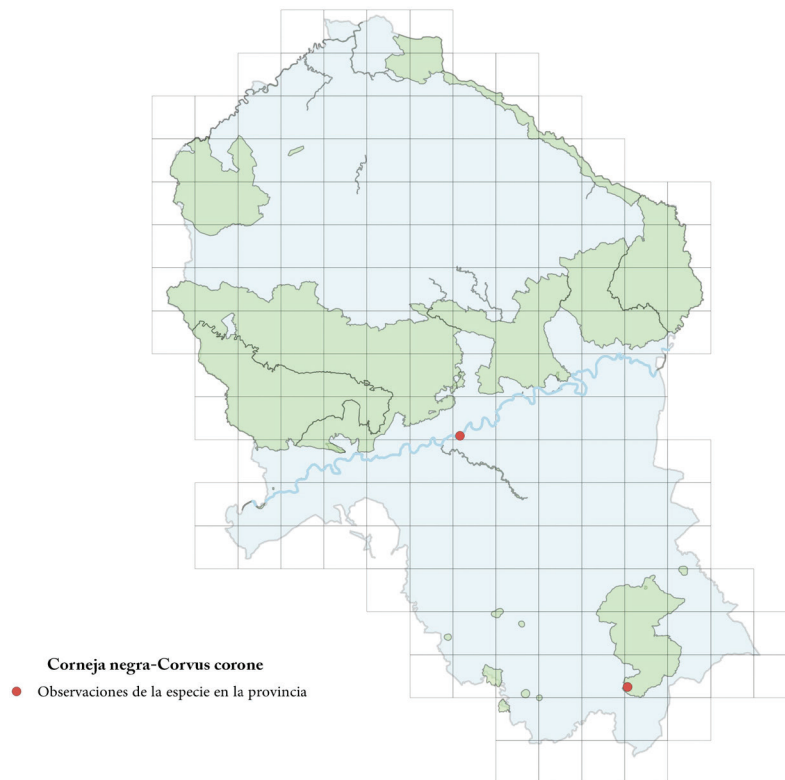 Corneja negra-Corvus corone
Observaciones de la especie en la provincia